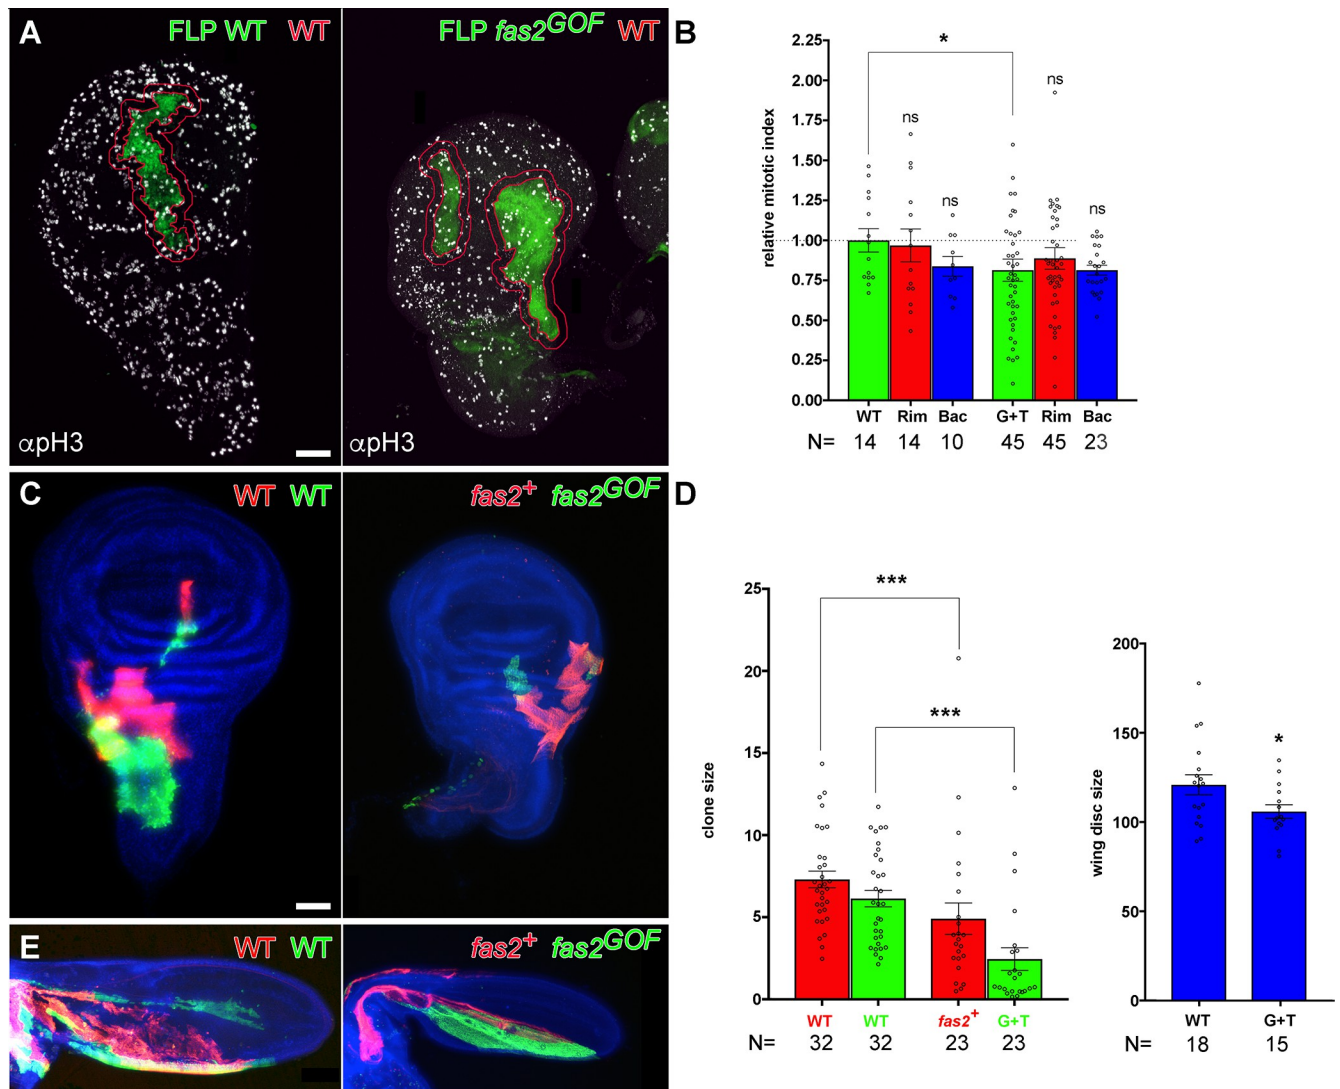 A
FLP WT WT
αpH3
FLP fas2GOF WT
αpH3
B
relative mitotic index
2.25
2.00
1.75
1.50
1.25
1.00
0.75
0.50
0.25
0.00
*
ns
ns
ns
ns
WT Rim Bac G+T Rim Bac
N= 14 14 10 45 45 23
C
WT WT
fas2+ fas2GOF
D
clone size
25
20
15
10
5
0
***
***
WT WT fas2+ G+T
N= 32 32 23 23
wing disc size
200
150
100
50
0
*
WT G+T
N= 18 15
E
WT WT
fas2+ fas2GOF